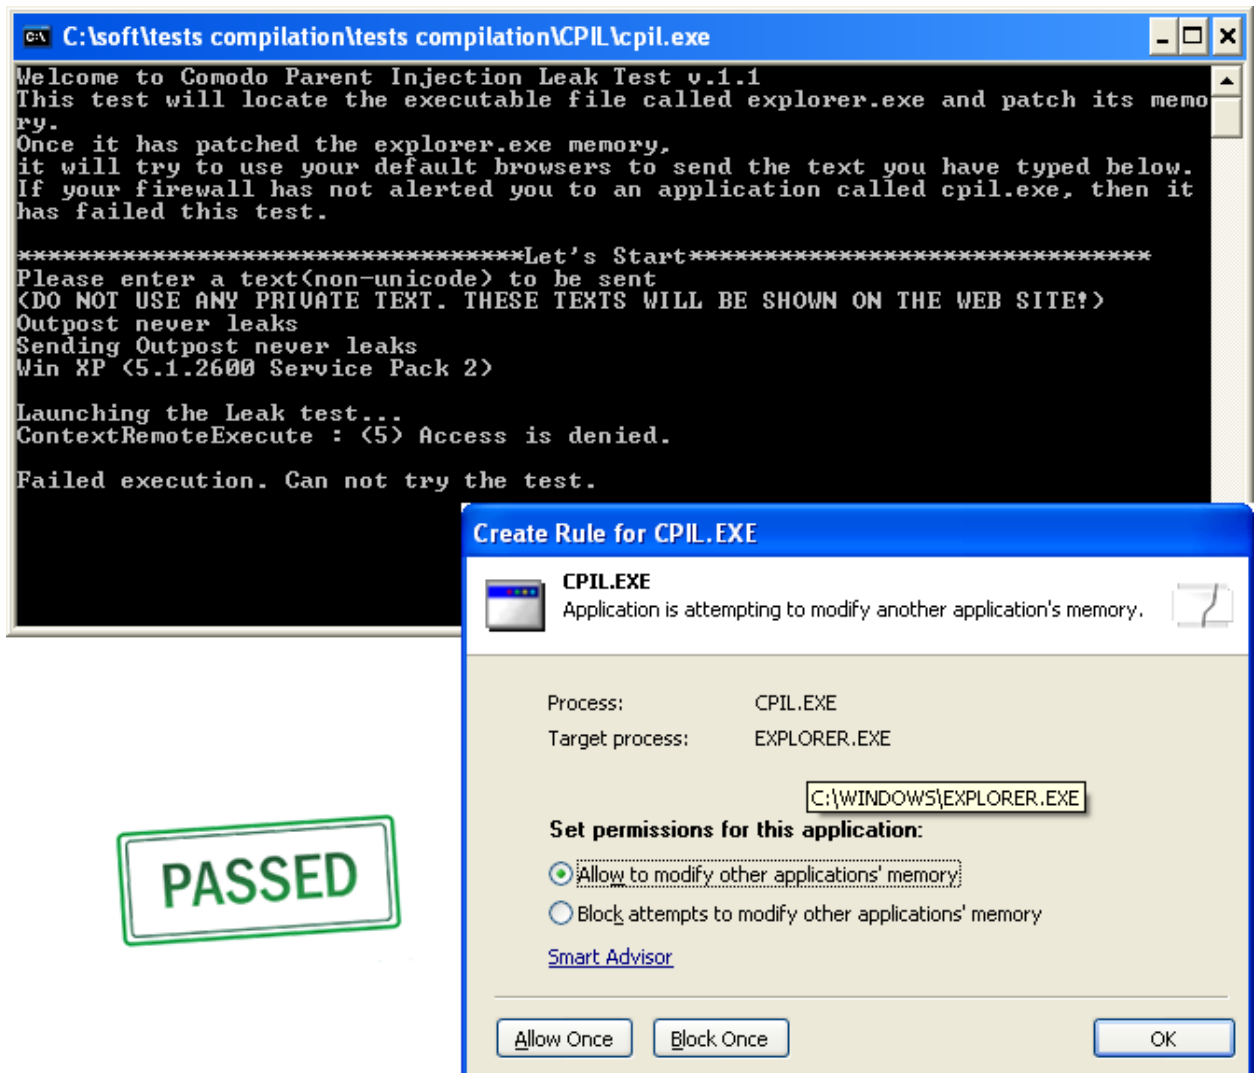 C:\soft\tests compilation\tests compilation\CPIL\cpil.exe
Welcome to Comodo Parent Injection Leak Test v.1.1
This test will locate the executable file called explorer.exe and patch its memo
ry.
Once it has patched the explorer.exe memory,
it will try to use your default browsers to send the text you have typed below.
If your firewall has not alerted you to an application called cpil.exe, then it
has failed this test.
**********************************Let's Start*******************************
Please enter a text(non-unicode) to be sent
(DO NOT USE ANY PRIVATE TEXT. THESE TEXTS WILL BE SHOWN ON THE WEB SITE!)
Outpost never leaks
Sending Outpost never leaks
Win XP (5.1.2600 Service Pack 2)
Launching the Leak test...
ContextRemoteExecute : (5) Access is denied.
Failed execution. Can not try the test.
Create Rule for CPIL.EXE
CPIL.EXE
Application is attempting to modify another application's memory.
Process: CPIL.EXE
Target process: EXPLORER.EXE
C:\WINDOWS\EXPLORER.EXE
Set permissions for this application:
Allow to modify other applications' memory
Block attempts to modify other applications' memory
Smart Advisor
Allow Once Block Once OK
PASSED